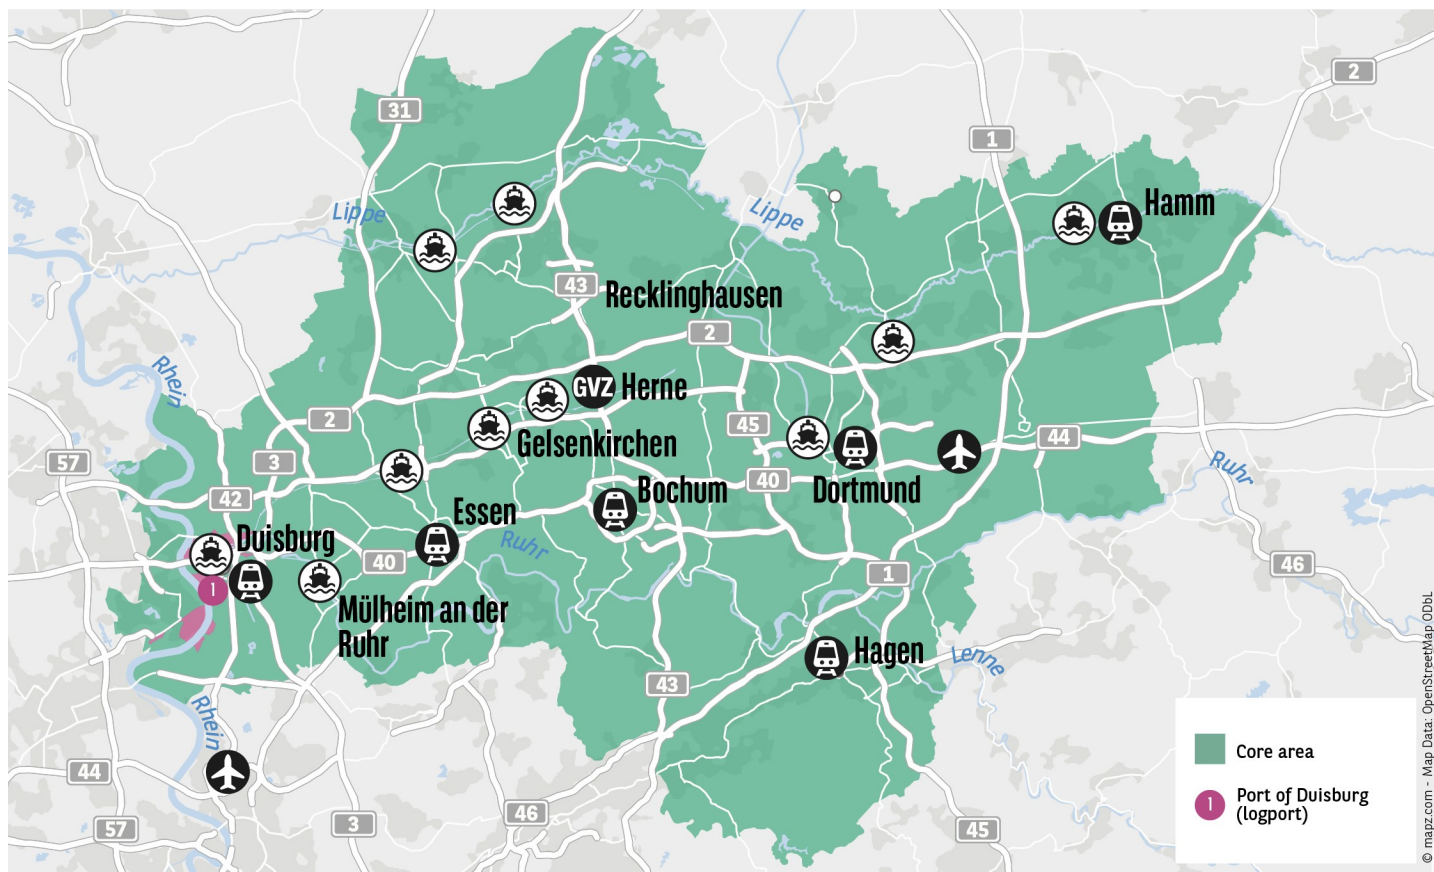 2
31
1
Hamm
Lippe
Lippe
43
Recklinghausen
2
Rhein
GVZ
Herne
2
45
Gelsenkirchen
44
57
3
Ruhr
40
Bochum
Dortmund
42
Essen
Duisburg
Ruhr
40
46
1
1
Mülheim an der
Ruhr
Hagen
Lenne
43
Rhein
44
46
57
3
45
Core area
1
Port of Duisburg
(logport)
© mapz.com - Map Data: OpenStreetMap ODbL